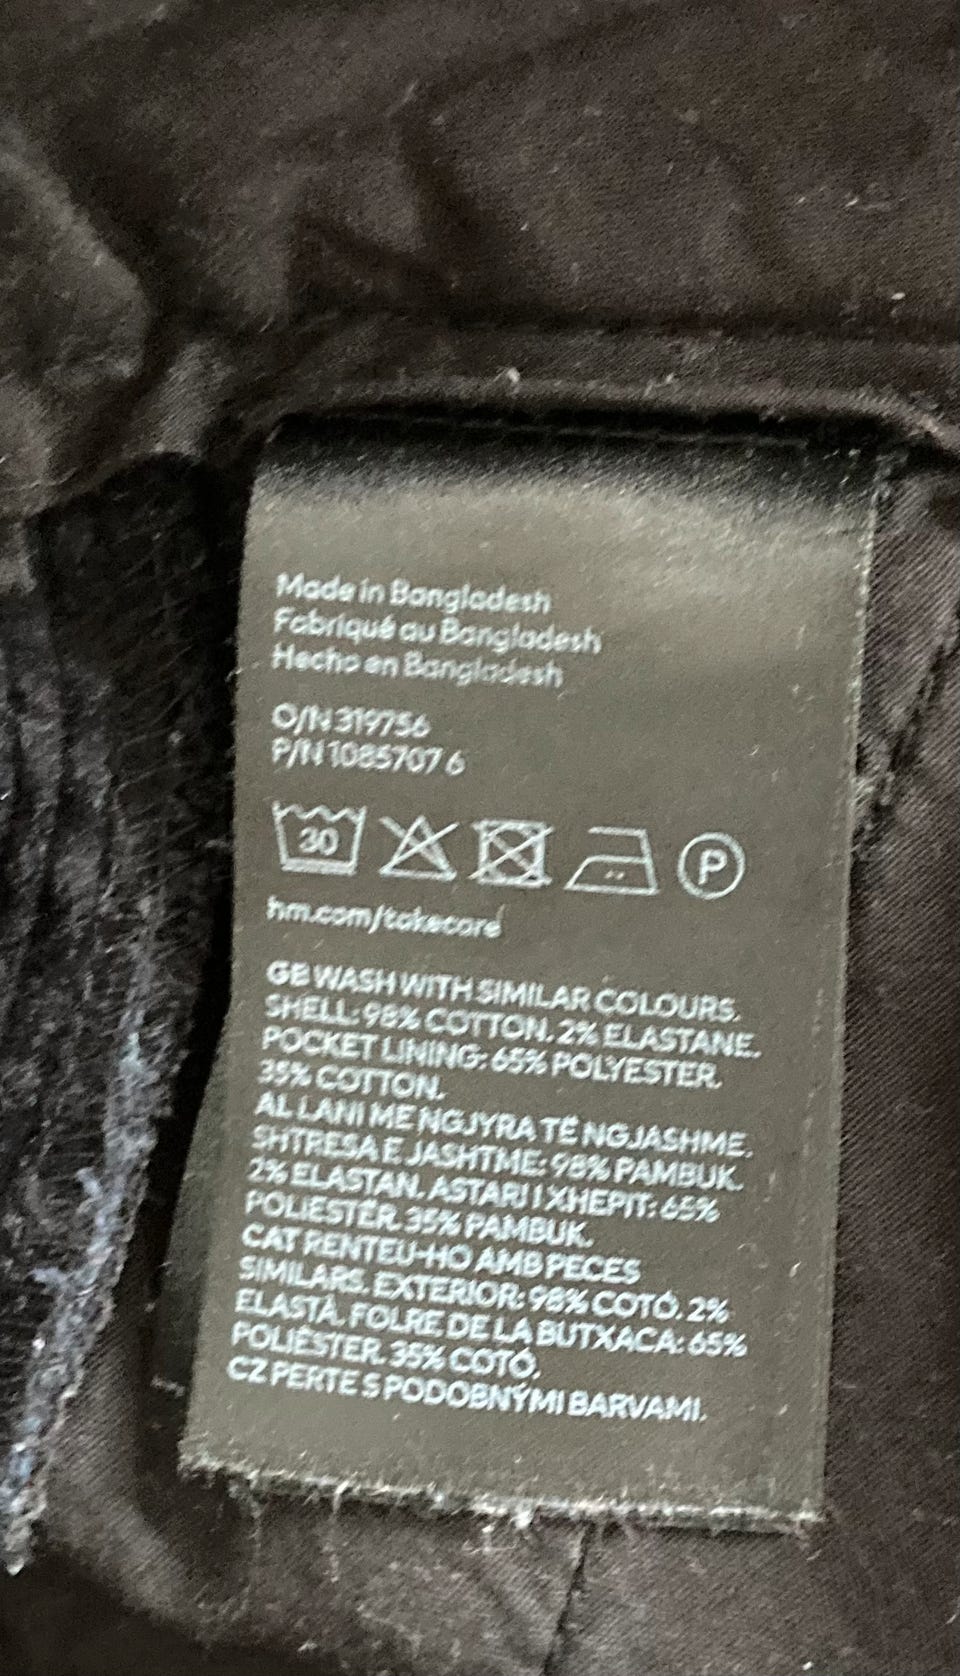 Made in Bangladesh
Fabriqué au Bangladesh
Hecho en Bangladesh
O/N 319756
P/N 1085707 6
30 P
hm.com/takecare
GB WASH WITH SIMILAR COLOURS.
SHELL: 98% COTTON. 2% ELASTANE.
POCKET LINING: 65% POLYESTER.
35% COTTON.
AL LANI ME NGJYRA TË NGJASHME.
SHTRESA E JASHTME: 98% PAMBUK.
2% ELASTAN. ASTARI I XHEPIT: 65%
POLIESTËR. 35% PAMBUK.
CAT RENTEU-HO AMB PECES
SIMILARS. EXTERIOR: 98% COTÓ. 2%
ELASTÀ. FOLRE DE LA BUTXACA: 65%
POLIÈSTER. 35% COTÓ.
CZ PERTE S PODOBNÝMI BARVAMI.